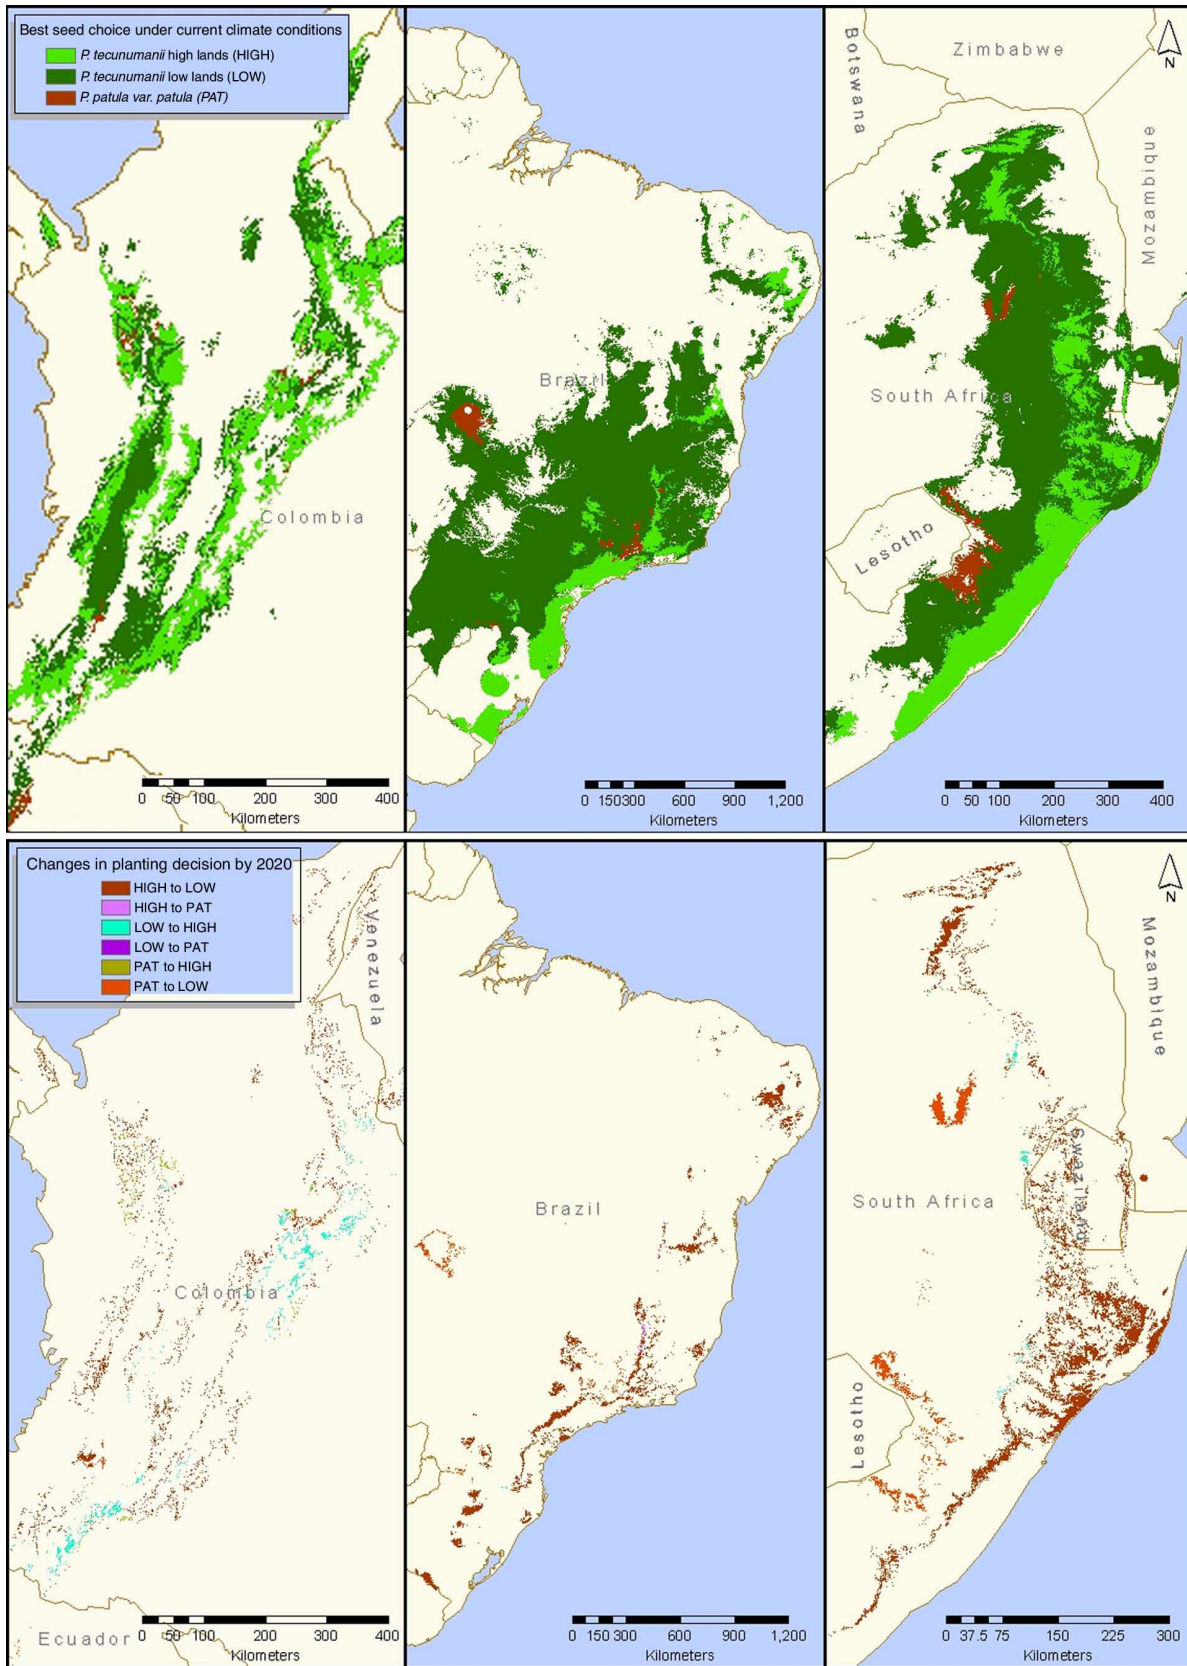 Best seed choice under current climate conditions
P. tecunumanii high lands (HIGH)
P. tecunumanii low lands (LOW)
P. patula var. patula (PAT)
Colombia
0 50 100 200 300 400
Kilometers
Brazil
0 150300 600 900 1,200
Kilometers
Botswana
Zimbabwe
N
Mozambique
South Africa
Lesotho
0 50 100 200 300 400
Kilometers
Changes in planting decision by 2020
HIGH to LOW
HIGH to PAT
LOW to HIGH
LOW to PAT
PAT to HIGH
PAT to LOW
Venezuela
Colombia
Ecuador
0 50 100 200 300 400
Kilometers
Brazil
0 150 300 600 900 1,200
Kilometers
N
Mozambique
Swaziland
South Africa
Lesotho
0 37.5 75 150 225 300
Kilometers